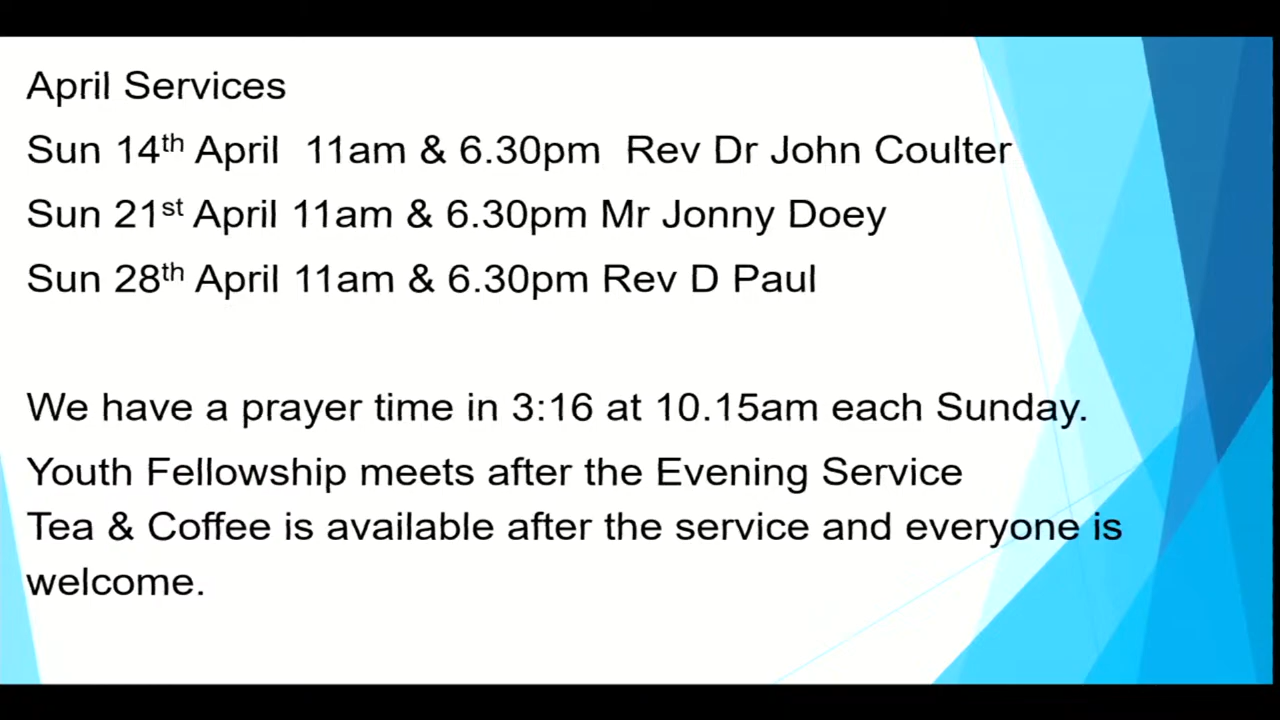 April Services
Sun 14th April  11am & 6.30pm  Rev Dr John Coulter
Sun 21st April 11am & 6.30pm Mr Jonny Doey
Sun 28th April 11am & 6.30pm Rev D Paul
We have a prayer time in 3:16 at 10.15am each Sunday.
Youth Fellowship meets after the Evening Service
Tea & Coffee is available after the service and everyone is
welcome.